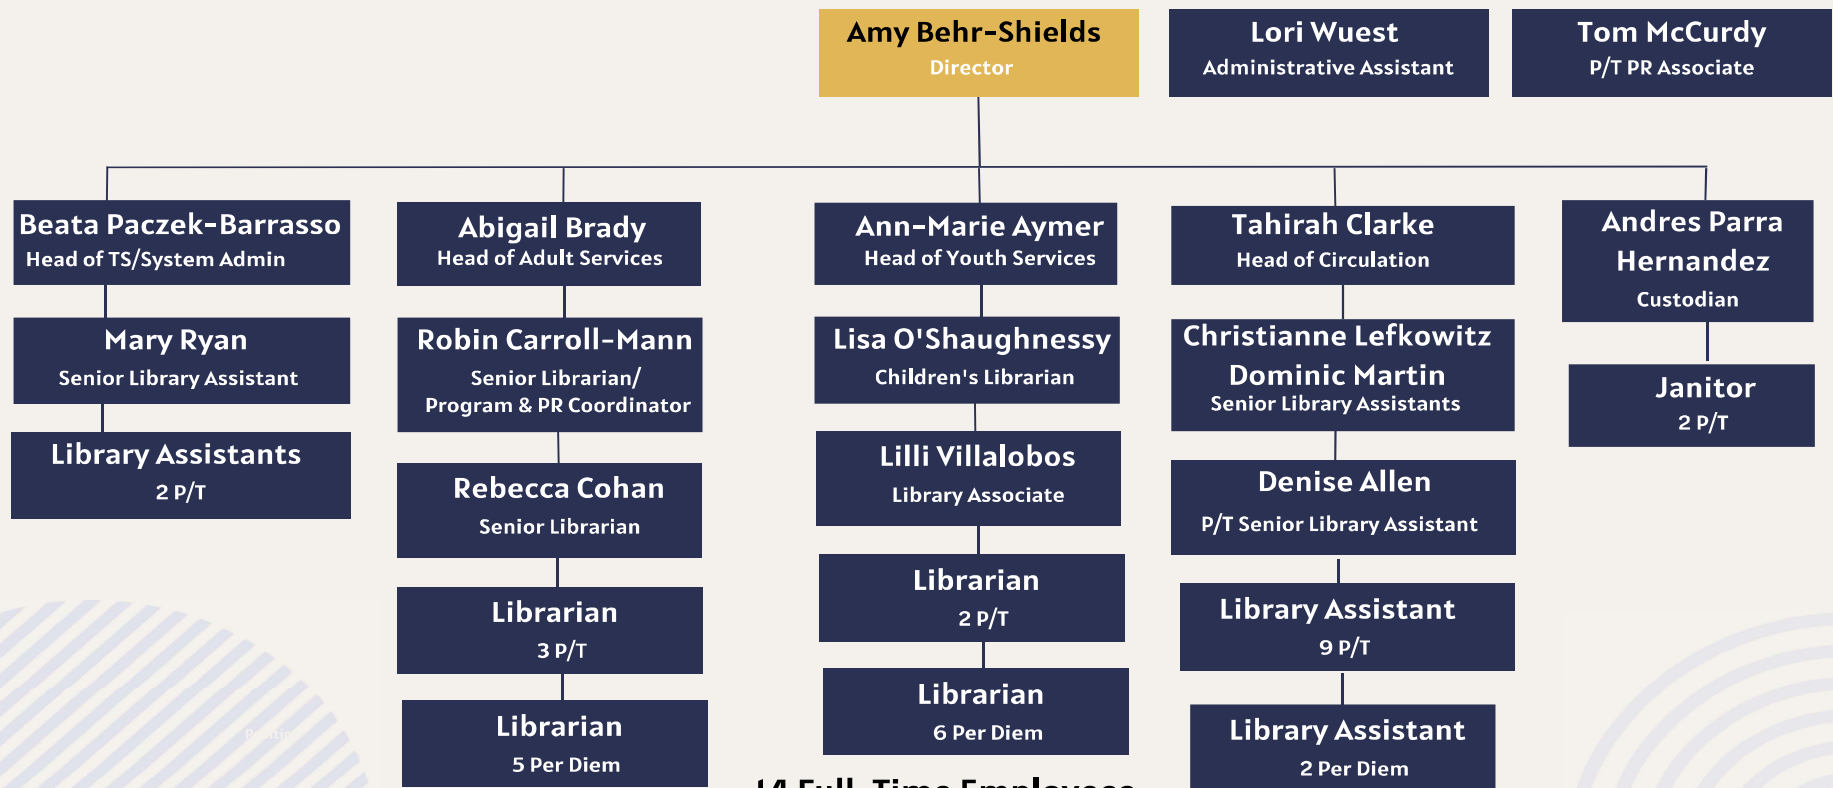 Amy Behr-Shields
Director
Lori Wuest
Administrative Assistant
Tom McCurdy
P/T PR Associate
Beata Paczek-Barrasso
Head of TS/System Admin
Abigail Brady
Head of Adult Services
Ann-Marie Aymer
Head of Youth Services
Tahirah Clarke
Head of Circulation
Andres Parra
Hernandez
Custodian
Mary Ryan
Senior Library Assistant
Robin Carroll-Mann
Senior Librarian/
Program & PR Coordinator
Lisa O'Shaughnessy
Children's Librarian
Christianne Lefkowitz
Dominic Martin
Senior Library Assistants
Janitor
2 P/T
Library Assistants
2 P/T
Rebecca Cohan
Senior Librarian
Lilli Villalobos
Library Associate
Denise Allen
P/T Senior Library Assistant
Librarian
3 P/T
Librarian
2 P/T
Library Assistant
9 P/T
Librarian
5 Per Diem
Librarian
6 Per Diem
Library Assistant
2 Per Diem
14 Full-Time Employees